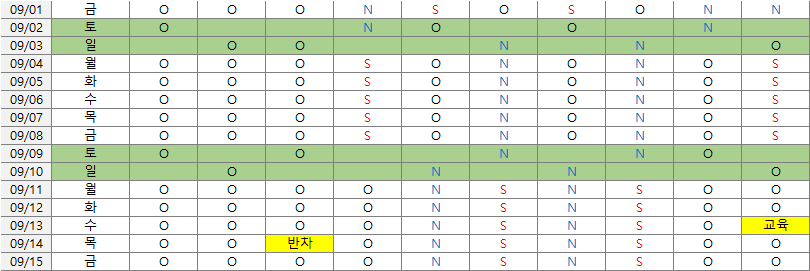 09/01 금 O O O N S O S O N N
09/02 토 O N O O N
09/03 일 O O N N O
09/04 월 O O O S O N O N O S
09/05 화 O O O S O N O N O S
09/06 수 O O O S O N O N O S
09/07 목 O O O S O N O N O S
09/08 금 O O O S O N O N O S
09/09 토 O O N N O
09/10 일 O N N O
09/11 월 O O O O N S N S O O
09/12 화 O O O O N S N S O O
09/13 수 O O O O N S N S O 교육
09/14 목 O O 반차 O N S N S O O
09/15 금 O O O O N S N S O O